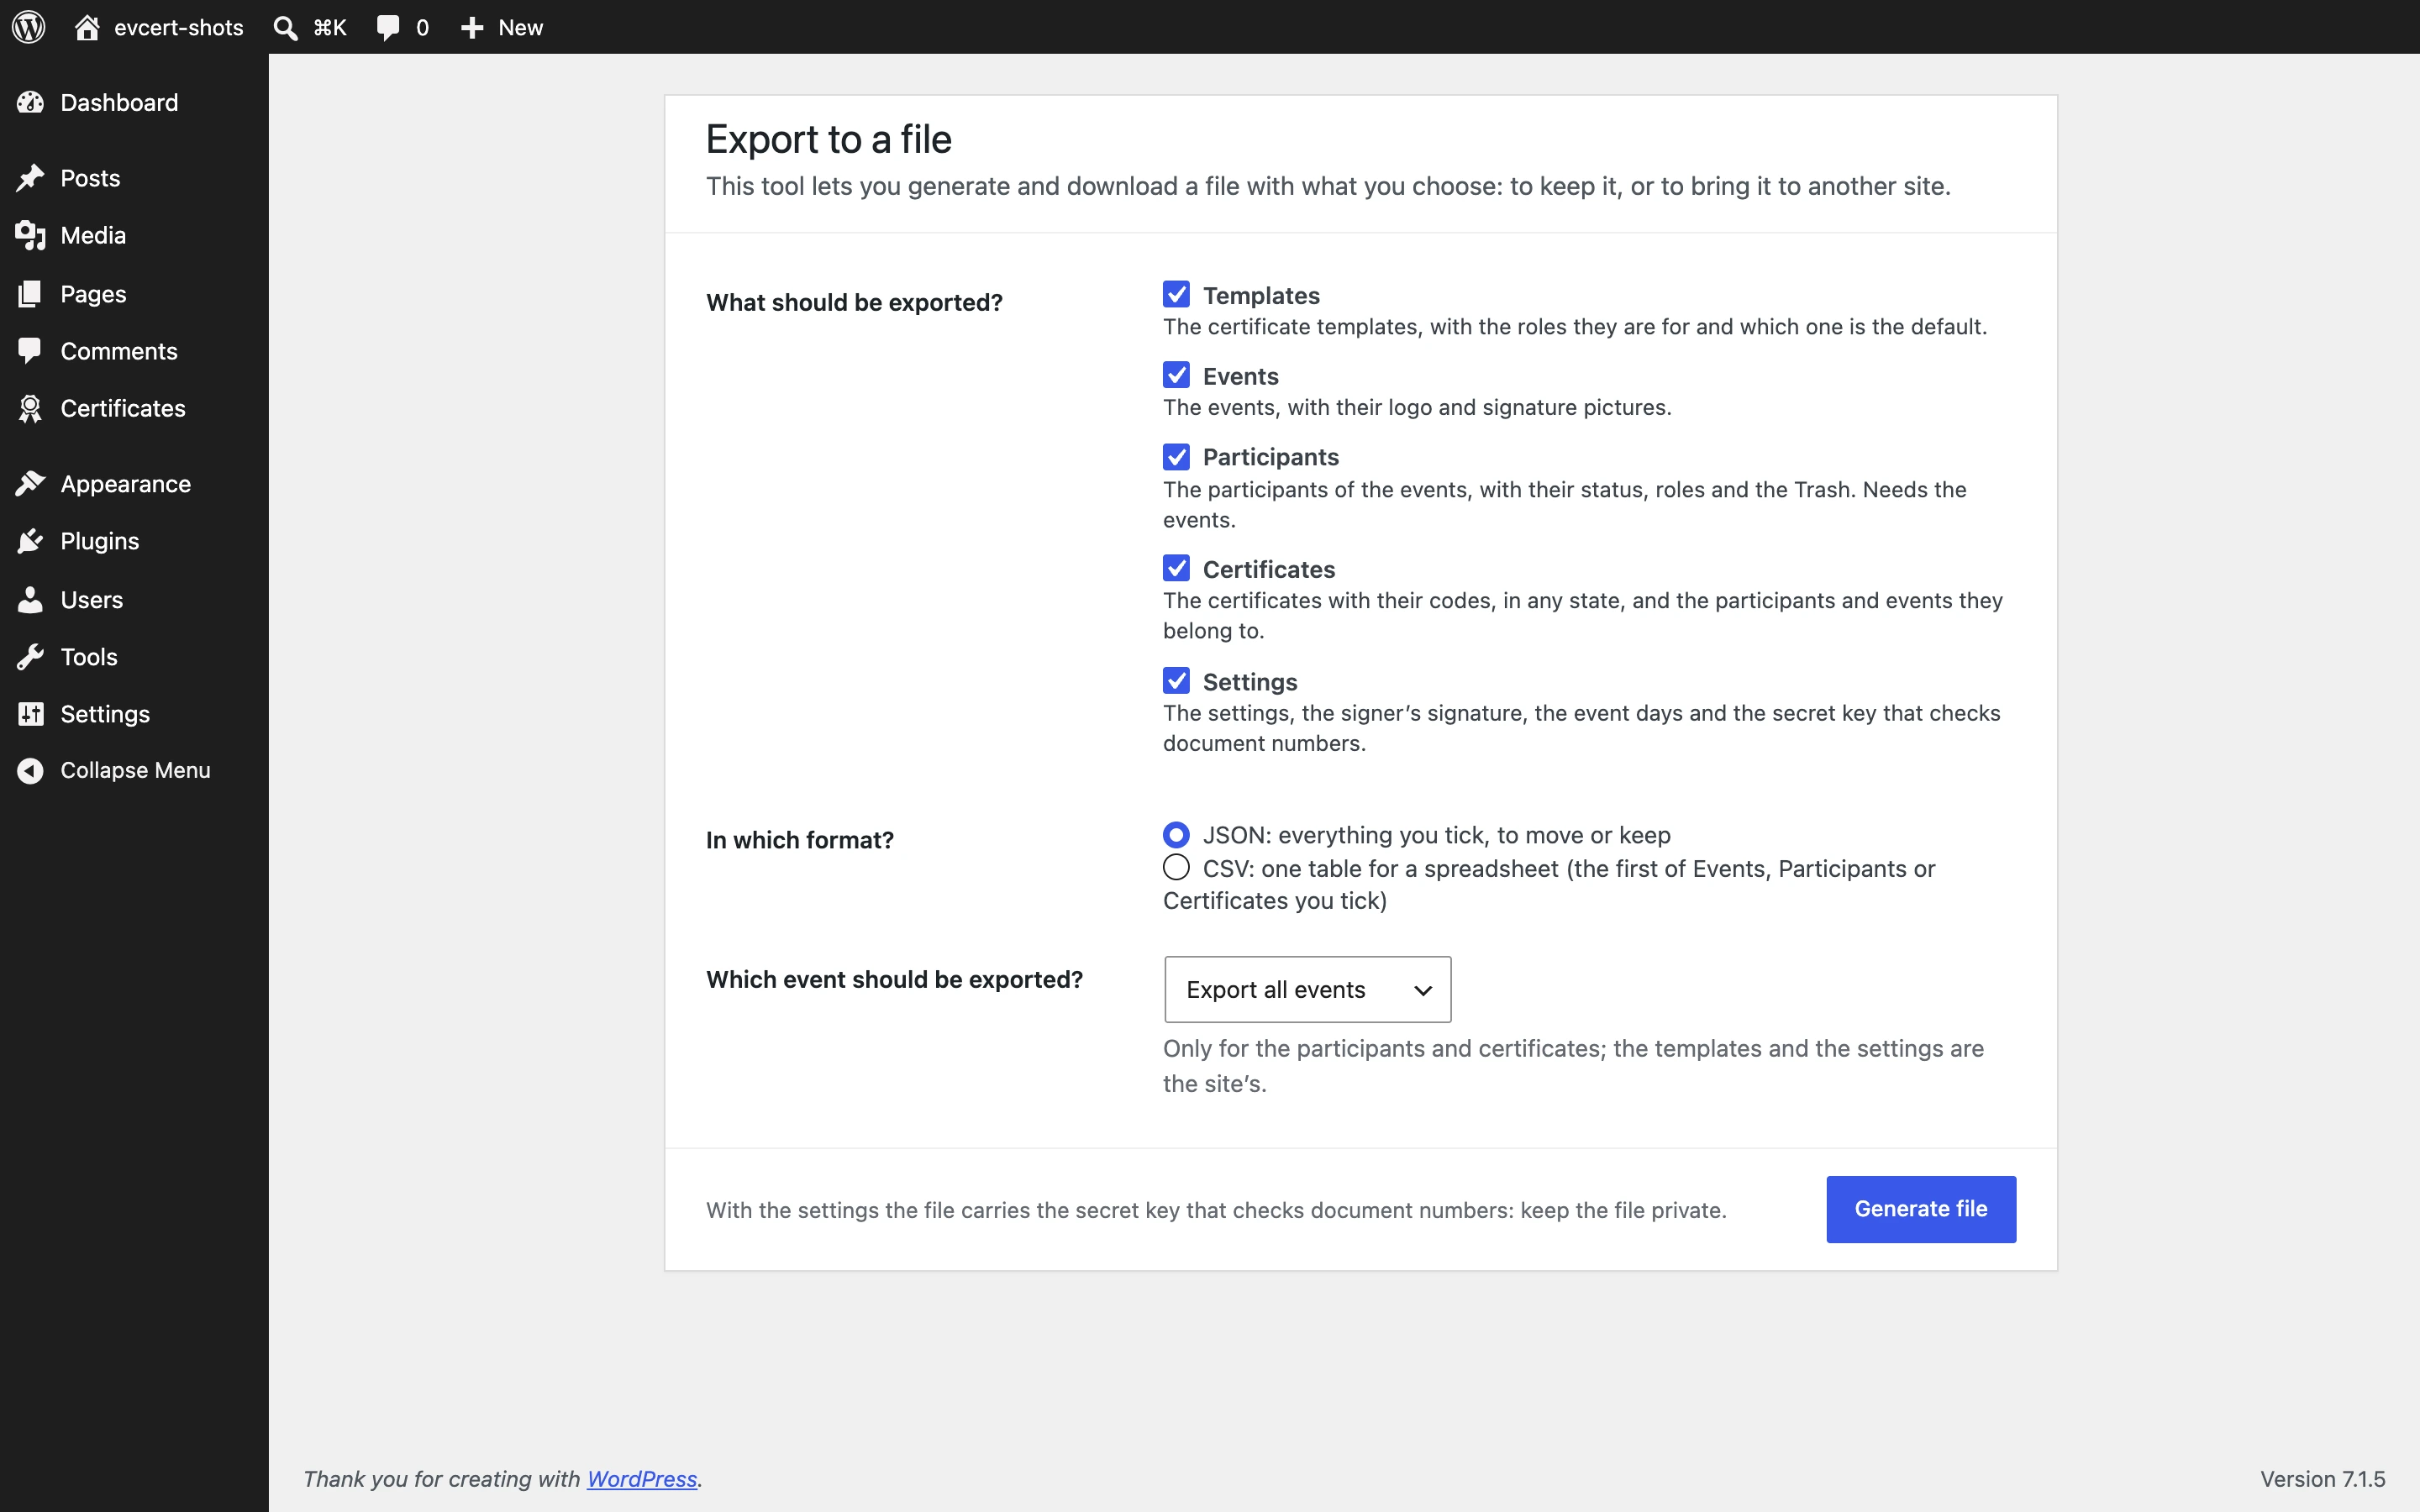 evcert-shots ⌘K 0 New
Dashboard
Posts
Media
Pages
Comments
Certificates
Appearance
Plugins
Users
Tools
Settings
Collapse Menu
Export to a file
This tool lets you generate and download a file with what you choose: to keep it, or to bring it to another site.
What should be exported?
Templates
The certificate templates, with the roles they are for and which one is the default.
Events
The events, with their logo and signature pictures.
Participants
The participants of the events, with their status, roles and the Trash. Needs the
events.
Certificates
The certificates with their codes, in any state, and the participants and events they
belong to.
Settings
The settings, the signer’s signature, the event days and the secret key that checks
document numbers.
In which format?
JSON: everything you tick, to move or keep
CSV: one table for a spreadsheet (the first of Events, Participants or
Certificates you tick)
Which event should be exported?
Export all events
Only for the participants and certificates; the templates and the settings are
the site’s.
With the settings the file carries the secret key that checks document numbers: keep the file private.
Generate file
Thank you for creating with WordPress.
Version 7.1.5